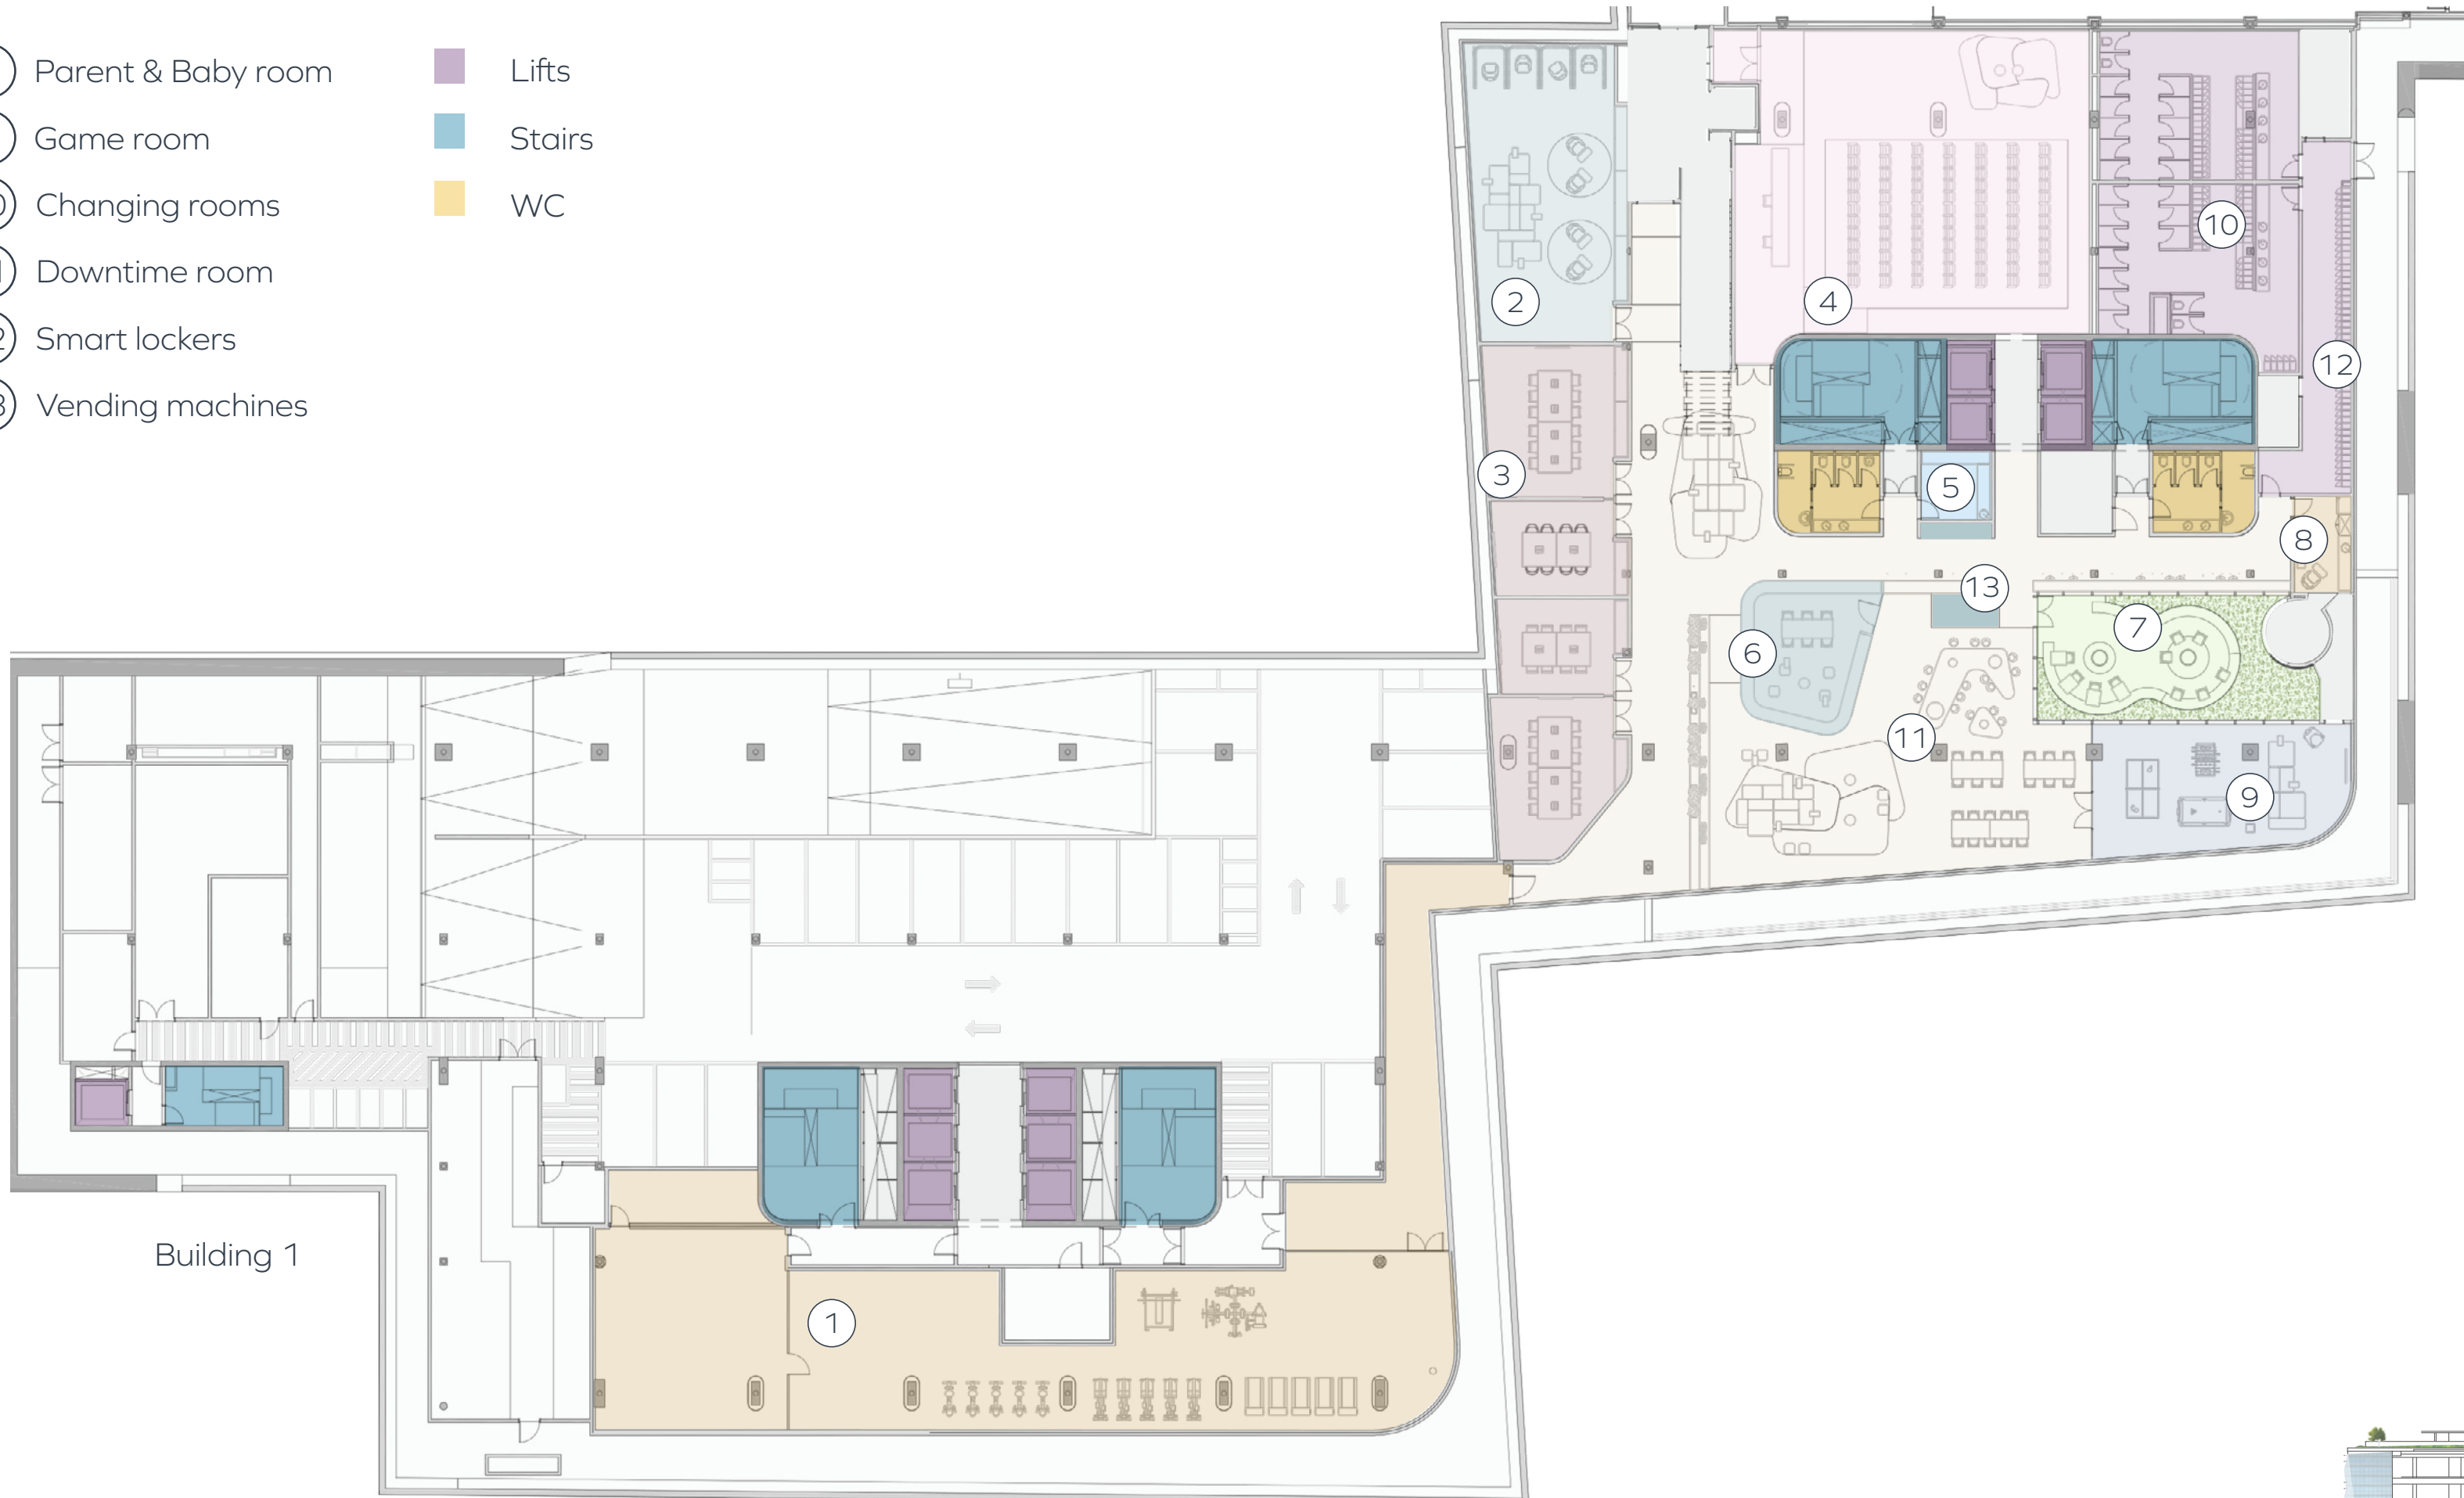 Parent & Baby room
Game room
Changing rooms
Downtime room
Smart lockers
Vending machines
Lifts
Stairs
WC
2
4
10
12
3
5
8
13
7
6
11
9
Building 1
1